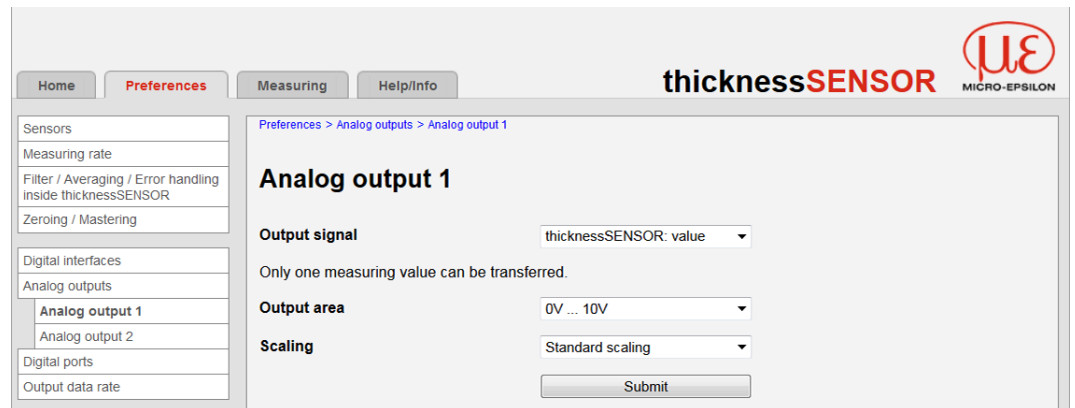 Home
Preferences
Measuring
Help/Info
thicknessSENSOR
με
MICRO-EPSILON
Sensors
Measuring rate
Filter / Averaging / Error handling
inside thicknessSENSOR
Zeroing / Mastering
Digital interfaces
Analog outputs
Analog output 1
Analog output 2
Digital ports
Output data rate
Preferences > Analog outputs > Analog output 1
Analog output 1
Output signal
thicknessSENSOR: value
Only one measuring value can be transferred.
Output area
0V ... 10V
Scaling
Standard scaling
Submit